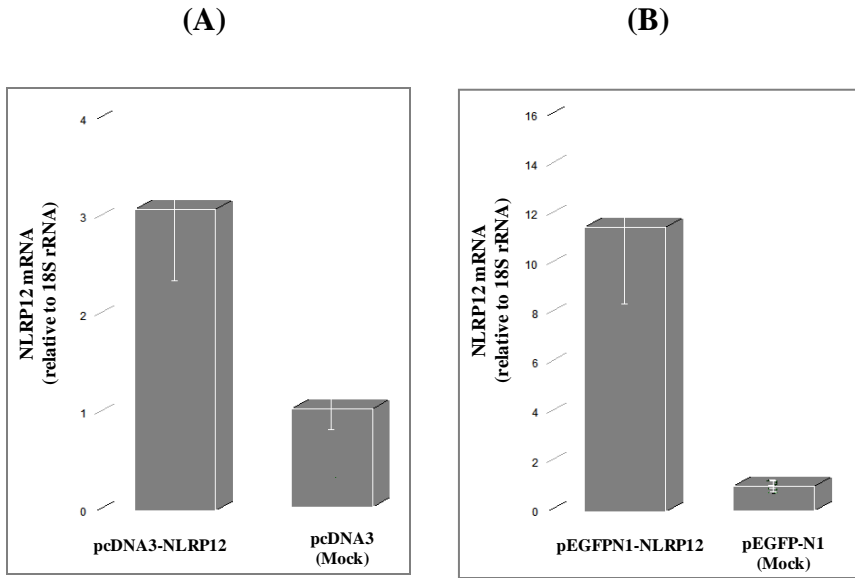 (A)
4
3
2
1
0
NLRP12 mRNA
(relative to 18S rRNA)
pcDNA3-NLRP12
pcDNA3
(Mock)
(B)
16
14
12
10
8
6
4
2
0
NLRP12 mRNA
(relative to 18S rRNA)
pEGFPN1-NLRP12
pEGFP-N1
(Mock)